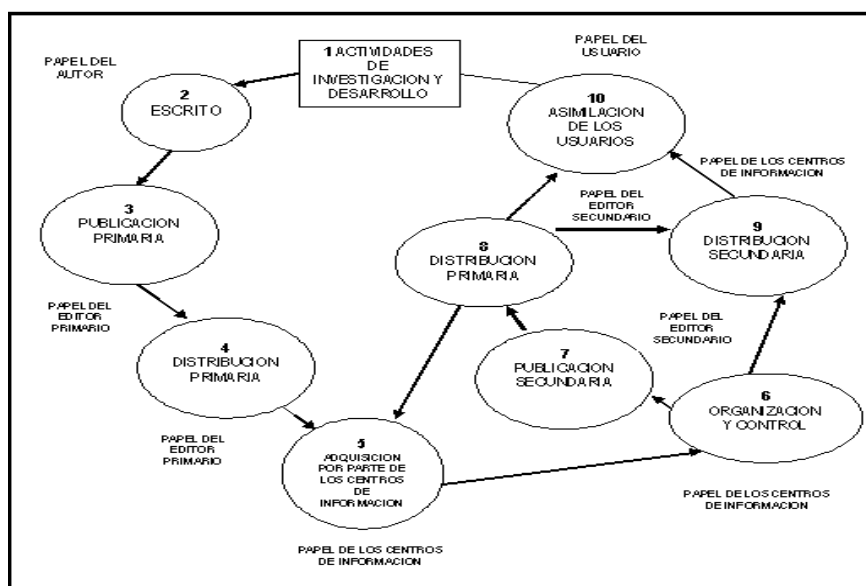 PAPEL DEL
AUTOR
1 ACTIVIDADES
DE
INVESTIGACION Y
DESARROLLO
PAPEL DEL
USUARIO
2
ESCRITO
10
ASIMILACION
DE LOS
USUARIOS
PAPEL DE LOS CENTROS
DE INFORMACION
3
PUBLICACION
PRIMARIA
PAPEL DEL
EDITOR
SECUNDARIO
8
DISTRIBUCION
PRIMARIA
9
DISTRIBUCION
SECUNDARIA
PAPEL DEL
EDITOR
PRIMARIO
4
DISTRIBUCION
PRIMARIA
7
PUBLICACION
SECUNDARIA
PAPEL DEL
EDITOR
SECUNDARIO
6
ORGANIZACION
Y CONTROL
PAPEL DEL
EDITOR
PRIMARIO
5
ADQUISICION
POR PARTE DE
LOS CENTROS
DE
INFORMACION
PAPEL DE LOS CENTROS
DE INFORMACION
PAPEL DE LOS CENTROS
DE INFORMACION